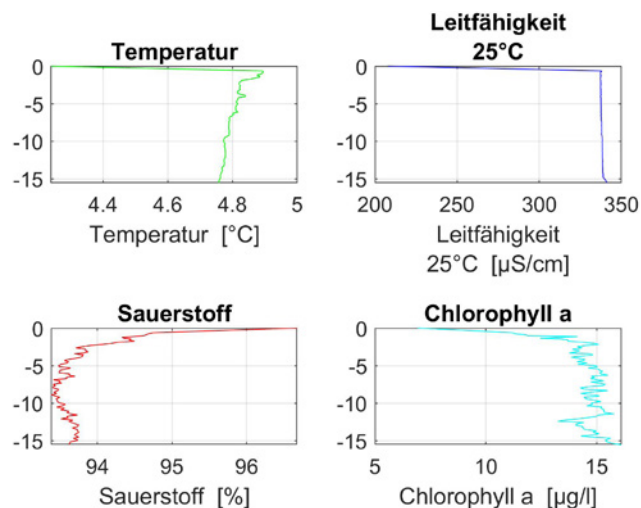 Temperatur
0
-5
-10
-15
4.4 4.6 4.8 5
Temperatur [°C]
Leitfähigkeit
25°C
0
-5
-10
-15
200 250 300 350
Leitfähigkeit
25°C [µS/cm]
Sauerstoff
0
-5
-10
-15
94 95 96
Sauerstoff [%]
Chlorophyll a
0
-5
-10
-15
5 10 15
Chlorophyll a [µg/l]